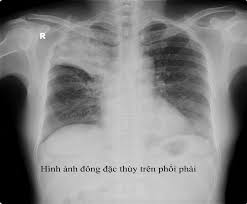 R
Hình ảnh đông đặc thùy trên phổi phải